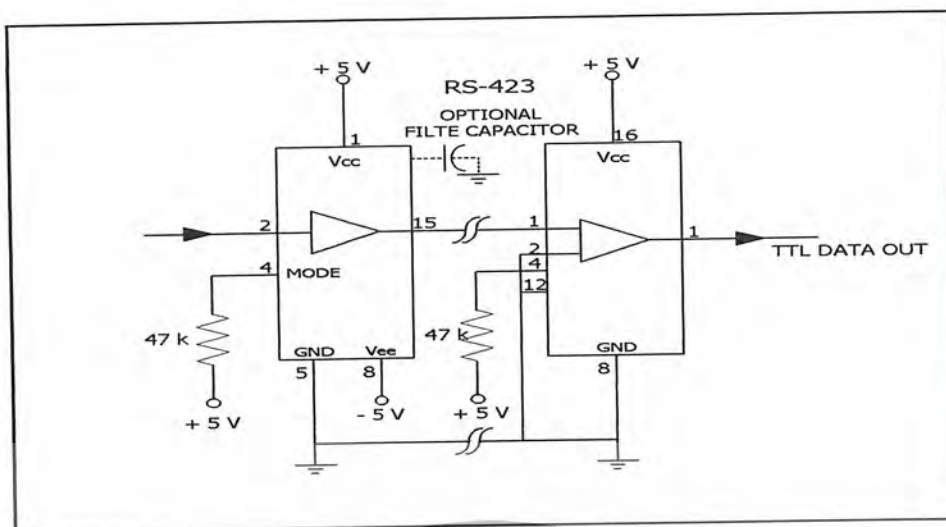 + 5 V
+ 5 V
RS-423
OPTIONAL
FILTE CAPACITOR
1
16
Vcc
Vcc
2
15
1
1
2
TTL DATA OUT
4
MODE
4
12
47 k
47 k
GND
Vee
GND
5
8
8
+ 5 V
- 5 V
+ 5 V